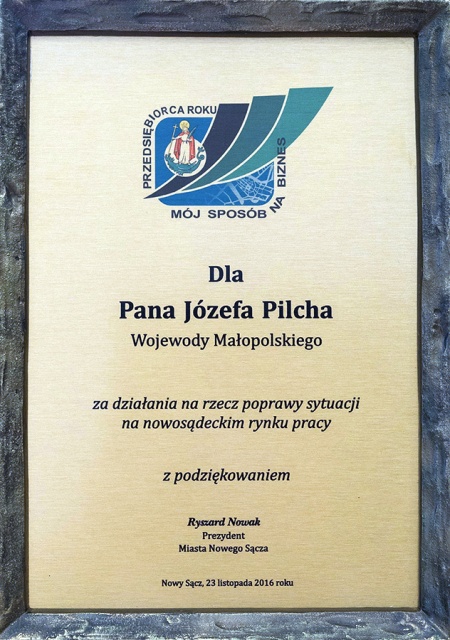 PRZEDSIĘBIORCA ROKU
MÓJ SPOSÓB NA BIZNES
Dla
Pana Józefa Pilcha
Wojewody Małopolskiego
za działania na rzecz poprawy sytuacji
na nowosądeckim rynku pracy
z podziękowaniem
Ryszard Nowak
Prezydent
Miasta Nowego Sącza
Nowy Sącz, 23 listopada 2016 roku